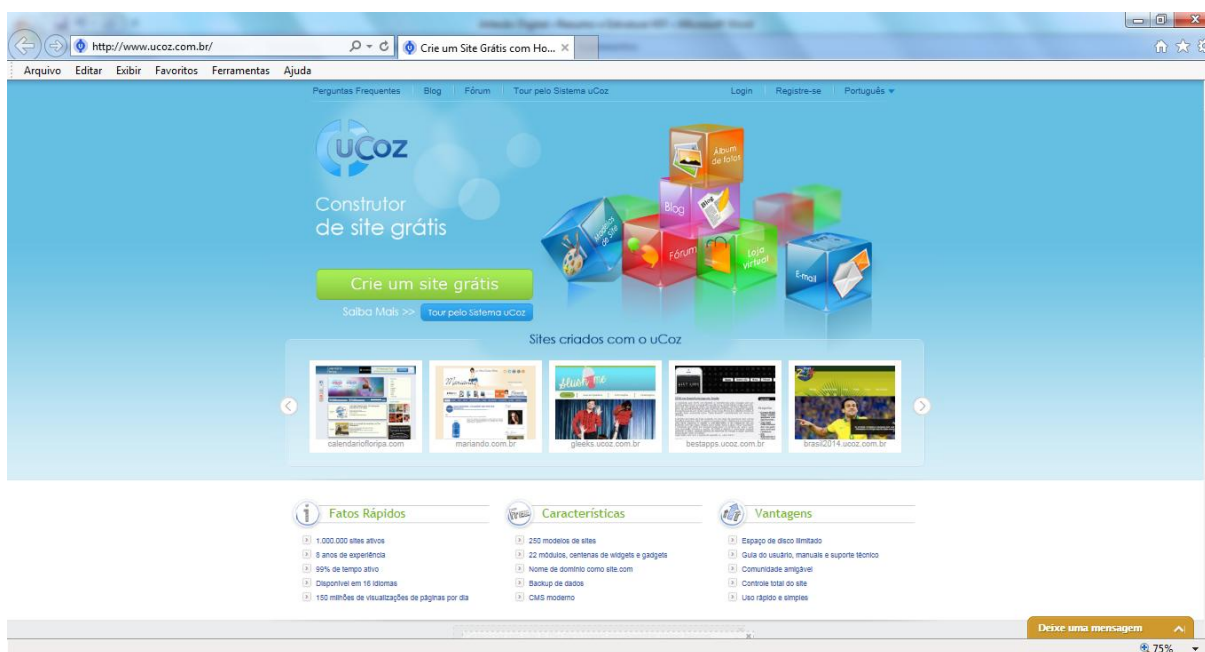 http://www.ucoz.com.br/
Crie um Site Grátis com Ho...
Arquivo Editar Exibir Favoritos Ferramentas Ajuda
Perguntas Frequentes Blog Fórum Tour pelo Sistema uCoz Login Registre-se Português
uCoz
Construtor
de site grátis
Álbum
de fotos
Blog
Blog
Modelos
de Site
Fórum
Loja
virtual
E-mail
Crie um site grátis
Saiba Mais >> Tour pelo Sistema uCoz
Sites criados com o uCoz
calendariofloripa.com mariando.com.br gleeks.ucoz.com.br bestapps.ucoz.com.br brasil2014.ucoz.com.br
Fatos Rápidos Características Vantagens
1.000.000 sites ativos 250 modelos de sites Espaço de disco ilimitado
8 anos de experiência 22 módulos, centenas de widgets e gadgets Guia do usuário, manuais e suporte técnico
99% de tempo ativo Nome de domínio como site.com Comunidade amigável
Disponível em 16 idiomas Backup de dados Controle total do site
150 milhões de visualizações de páginas por dia CMS moderno Uso rápido e simples
Deixe uma mensagem
75%